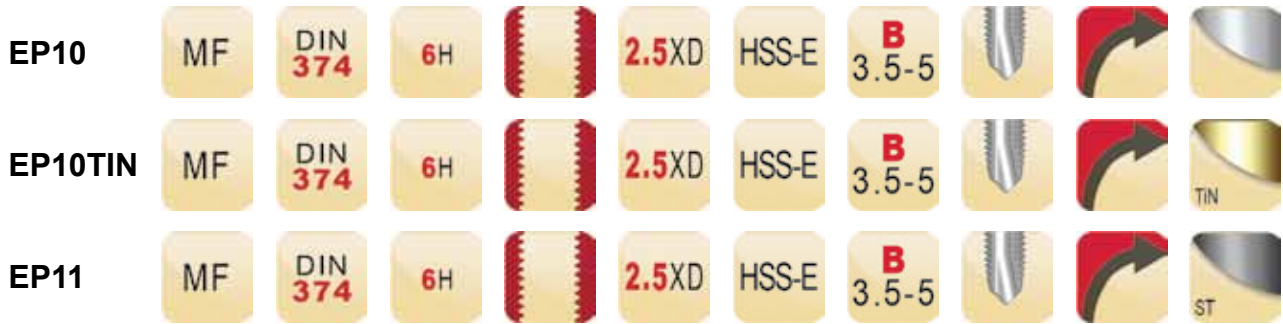 EP10 MF DIN 374 6H 2.5XD HSS-E B 3.5-5
EP10TIN MF DIN 374 6H 2.5XD HSS-E B 3.5-5 TiN
EP11 MF DIN 374 6H 2.5XD HSS-E B 3.5-5 ST